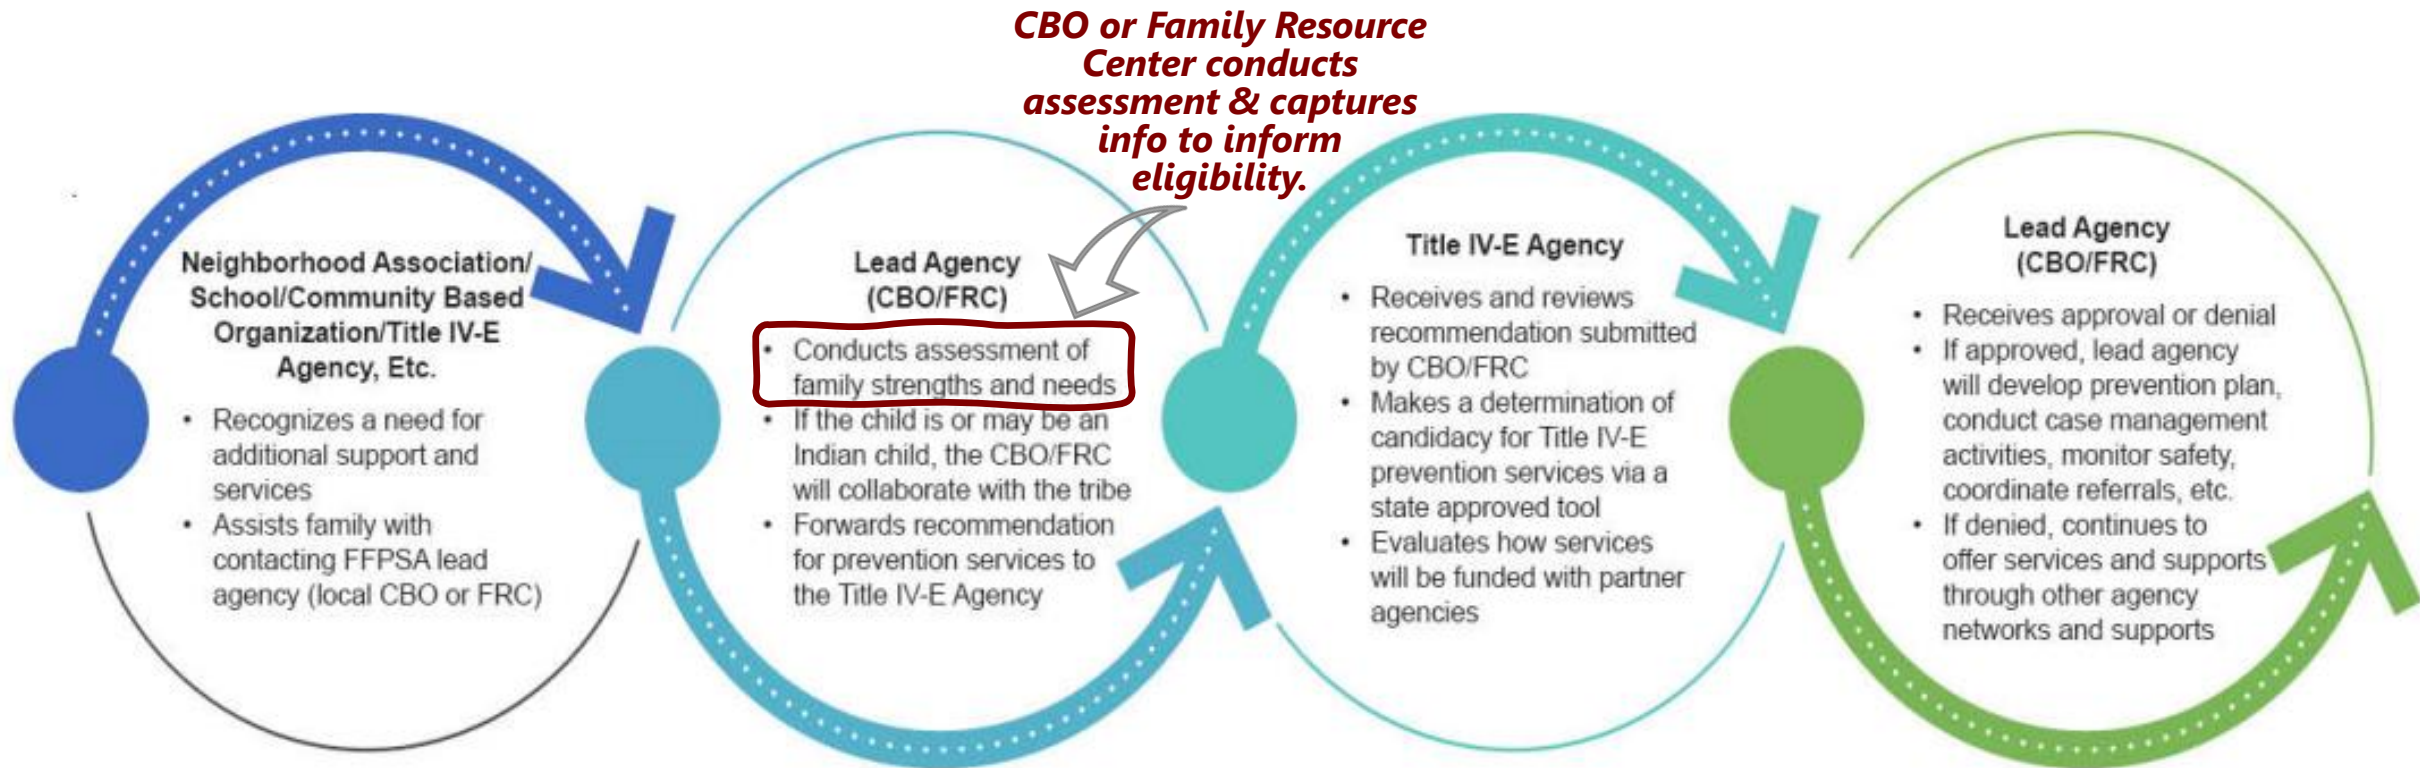 CBO or Family Resource
Center conducts
assessment & captures
info to inform
eligibility.
Neighborhood Association/
School/Community Based
Organization/Title IV-E
Agency, Etc.
• Recognizes a need for
additional support and
services
• Assists family with
contacting FFPSA lead
agency (local CBO or FRC)
Lead Agency
(CBO/FRC)
• Conducts assessment of
family strengths and needs
• If the child is or may be an
Indian child, the CBO/FRC
will collaborate with the tribe
• Forwards recommendation
for prevention services to
the Title IV-E Agency
Title IV-E Agency
• Receives and reviews
recommendation submitted
by CBO/FRC
• Makes a determination of
candidacy for Title IV-E
prevention services via a
state approved tool
• Evaluates how services
will be funded with partner
agencies
Lead Agency
(CBO/FRC)
• Receives approval or denial
• If approved, lead agency
will develop prevention plan,
conduct case management
activities, monitor safety,
coordinate referrals, etc.
• If denied, continues to
offer services and supports
through other agency
networks and supports